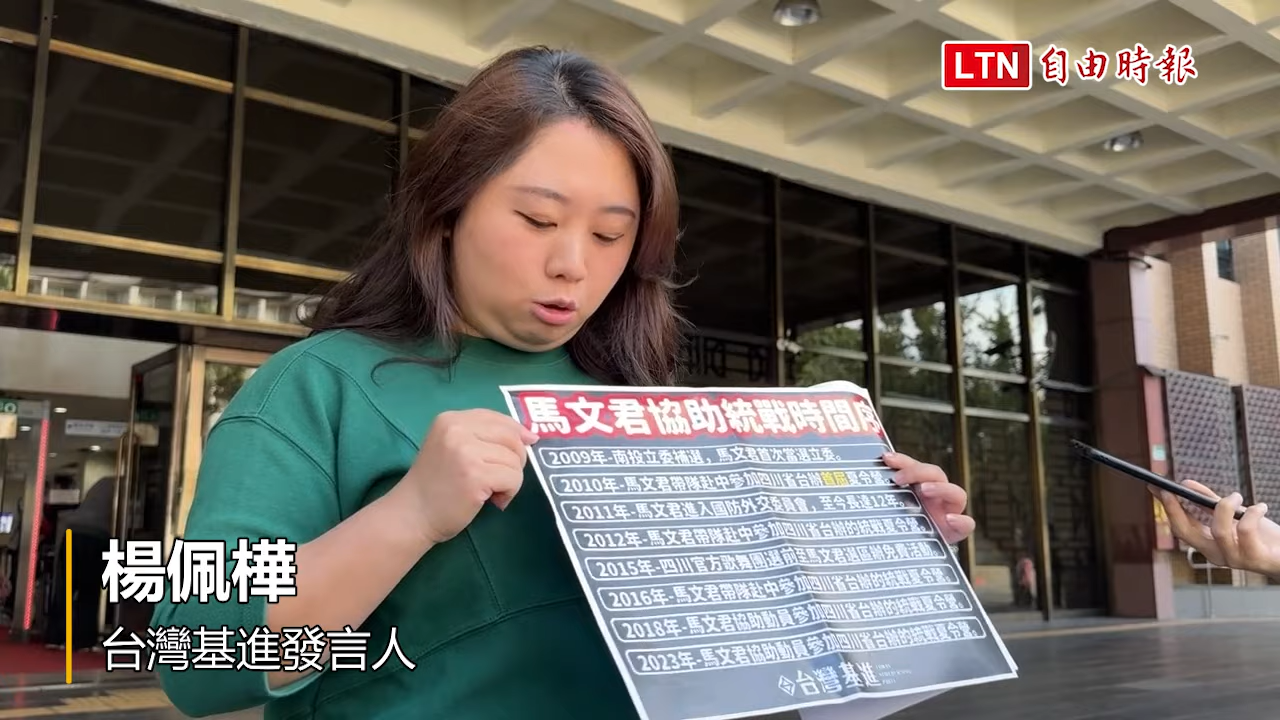 LTN 自由時報
馬文君協助統戰時間序
2009年-南投立委補選，馬文君首次當選立委。
2010年-馬文君帶隊赴中參加四川省台辦首屆夏令營。
2011年-馬文君進入國防外交委員會，至今長達12年。
2012年-馬文君帶隊赴中參加四川省台辦的統戰夏令營。
2015年-四川官方歌舞團選前至馬文君選區辦免費活動。
2016年-馬文君帶隊赴中參加四川省台辦的統戰夏令營。
2018年-馬文君協助動員參加四川省台辦的統戰夏令營。
2023年-馬文君協助動員參加四川省台辦的統戰夏令營。
台灣基進
楊佩樺
台灣基進發言人